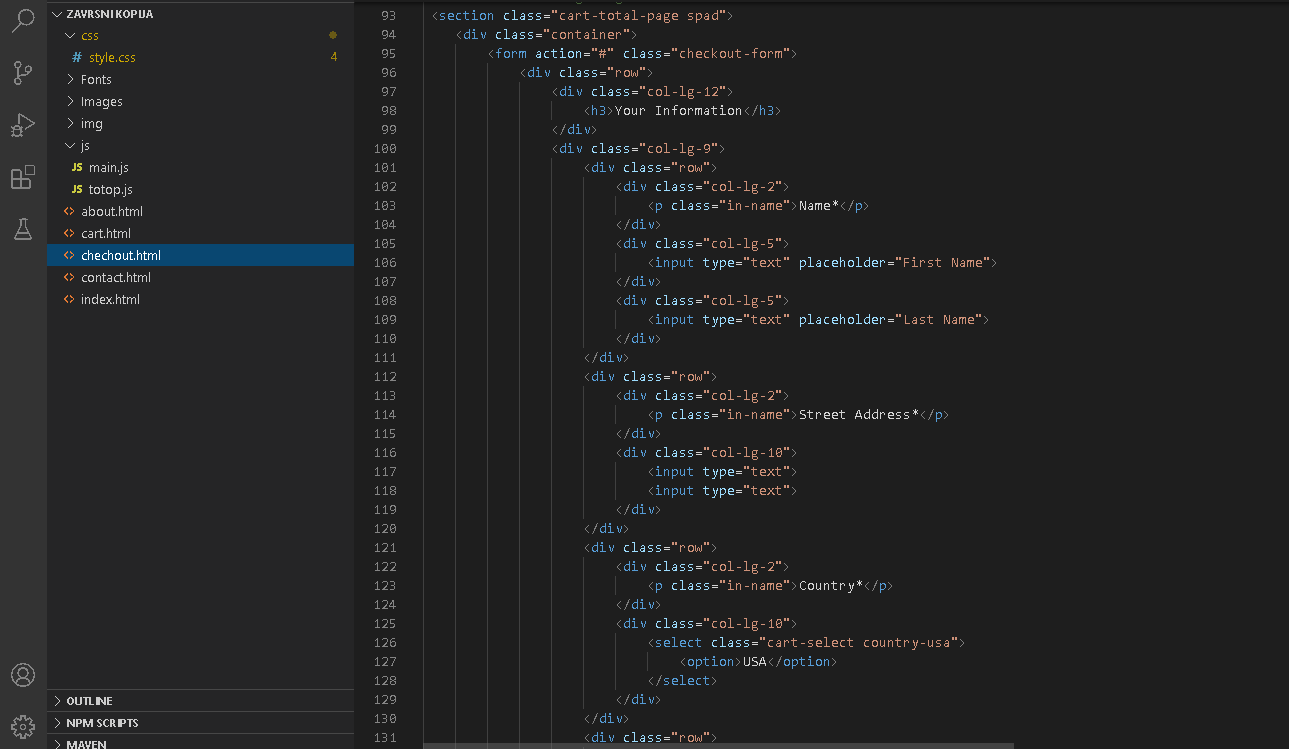 ZAVRSNI KOPIJA
css
# style.css 4
Fonts
Images
img
js
JS main.js
JS totop.js
<> about.html
<> cart.html
<> chechout.html
<> contact.html
<> index.html
OUTLINE
NPM SCRIPTS
MAVEN
93 <section class="cart-total-page spad">
94 <div class="container">
95 <form action="#" class="checkout-form">
96 <div class="row">
97 <div class="col-lg-12">
98 <h3>Your Information</h3>
99 </div>
100 <div class="col-lg-9">
101 <div class="row">
102 <div class="col-lg-2">
103 <p class="in-name">Name*</p>
104 </div>
105 <div class="col-lg-5">
106 <input type="text" placeholder="First Name">
107 </div>
108 <div class="col-lg-5">
109 <input type="text" placeholder="Last Name">
110 </div>
111 </div>
112 <div class="row">
113 <div class="col-lg-2">
114 <p class="in-name">Street Address*</p>
115 </div>
116 <div class="col-lg-10">
117 <input type="text">
118 <input type="text">
119 </div>
120 </div>
121 <div class="row">
122 <div class="col-lg-2">
123 <p class="in-name">Country*</p>
124 </div>
125 <div class="col-lg-10">
126 <select class="cart-select country-usa">
127 <option>USA</option>
128 </select>
129 </div>
130 </div>
131 <div class="row">